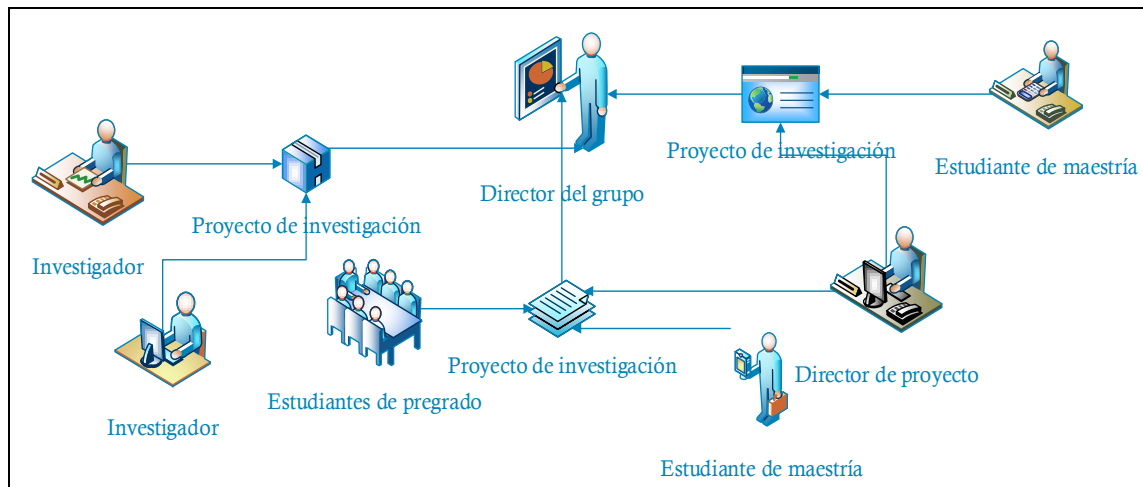 Proyecto de investigación
Estudiante de maestría
Director del grupo
Proyecto de investigación
Investigador
Proyecto de investigación
Director de proyecto
Estudiantes de pregrado
Investigador
Estudiante de maestría